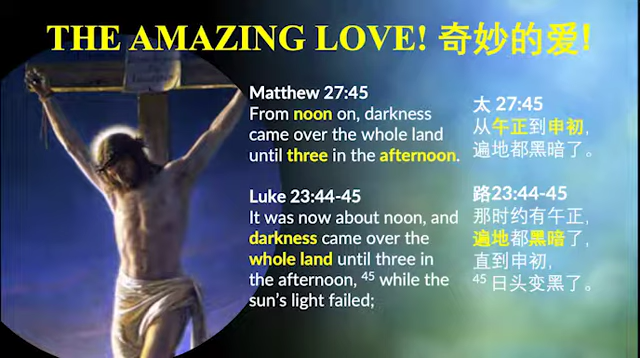 THE AMAZING LOVE! 奇妙的爱!
Matthew 27:45
From noon on, darkness
came over the whole land
until three in the afternoon.
Luke 23:44-45
It was now about noon, and
darkness came over the
whole land until three in
the afternoon, 45 while the
sun's light failed;
太 27:45
从午正到申初，
遍地都黑暗了。
路23:44-45
那时约有午正，
遍地都黑暗了，
直到申初，
45 日头变黑了。